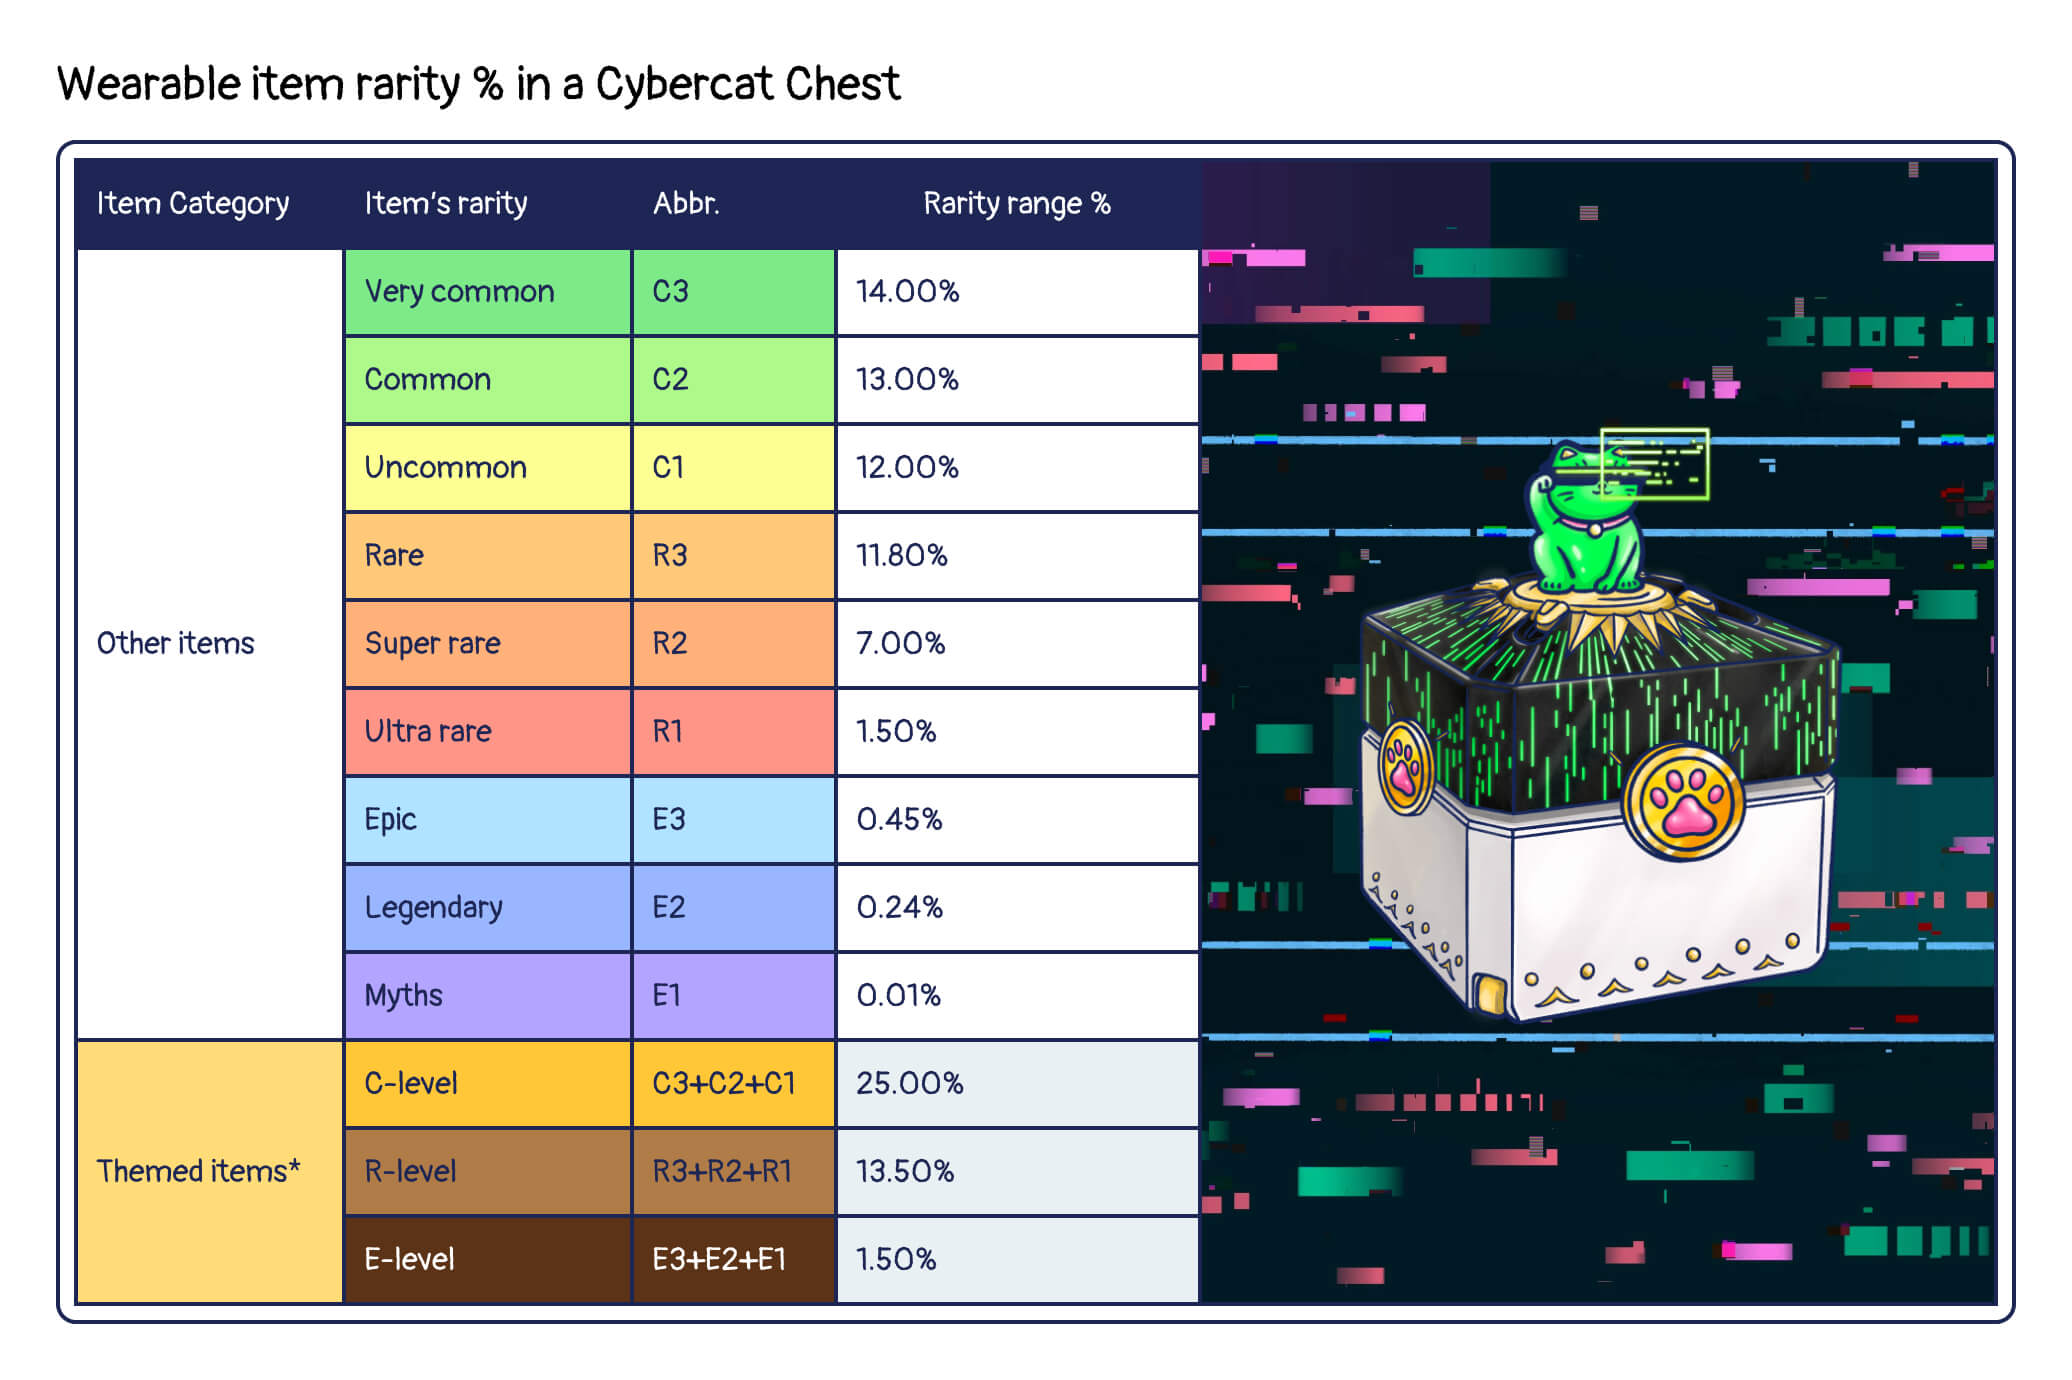 Wearable item rarity % in a Cybercat Chest
Item Category Item's rarity Abbr. Rarity range %
Other items
Very common C3 14.00%
Common C2 13.00%
Uncommon C1 12.00%
Rare R3 11.80%
Super rare R2 7.00%
Ultra rare R1 1.50%
Epic E3 0.45%
Legendary E2 0.24%
Myths E1 0.01%
Themed items*
C-level C3+C2+C1 25.00%
R-level R3+R2+R1 13.50%
E-level E3+E2+E1 1.50%